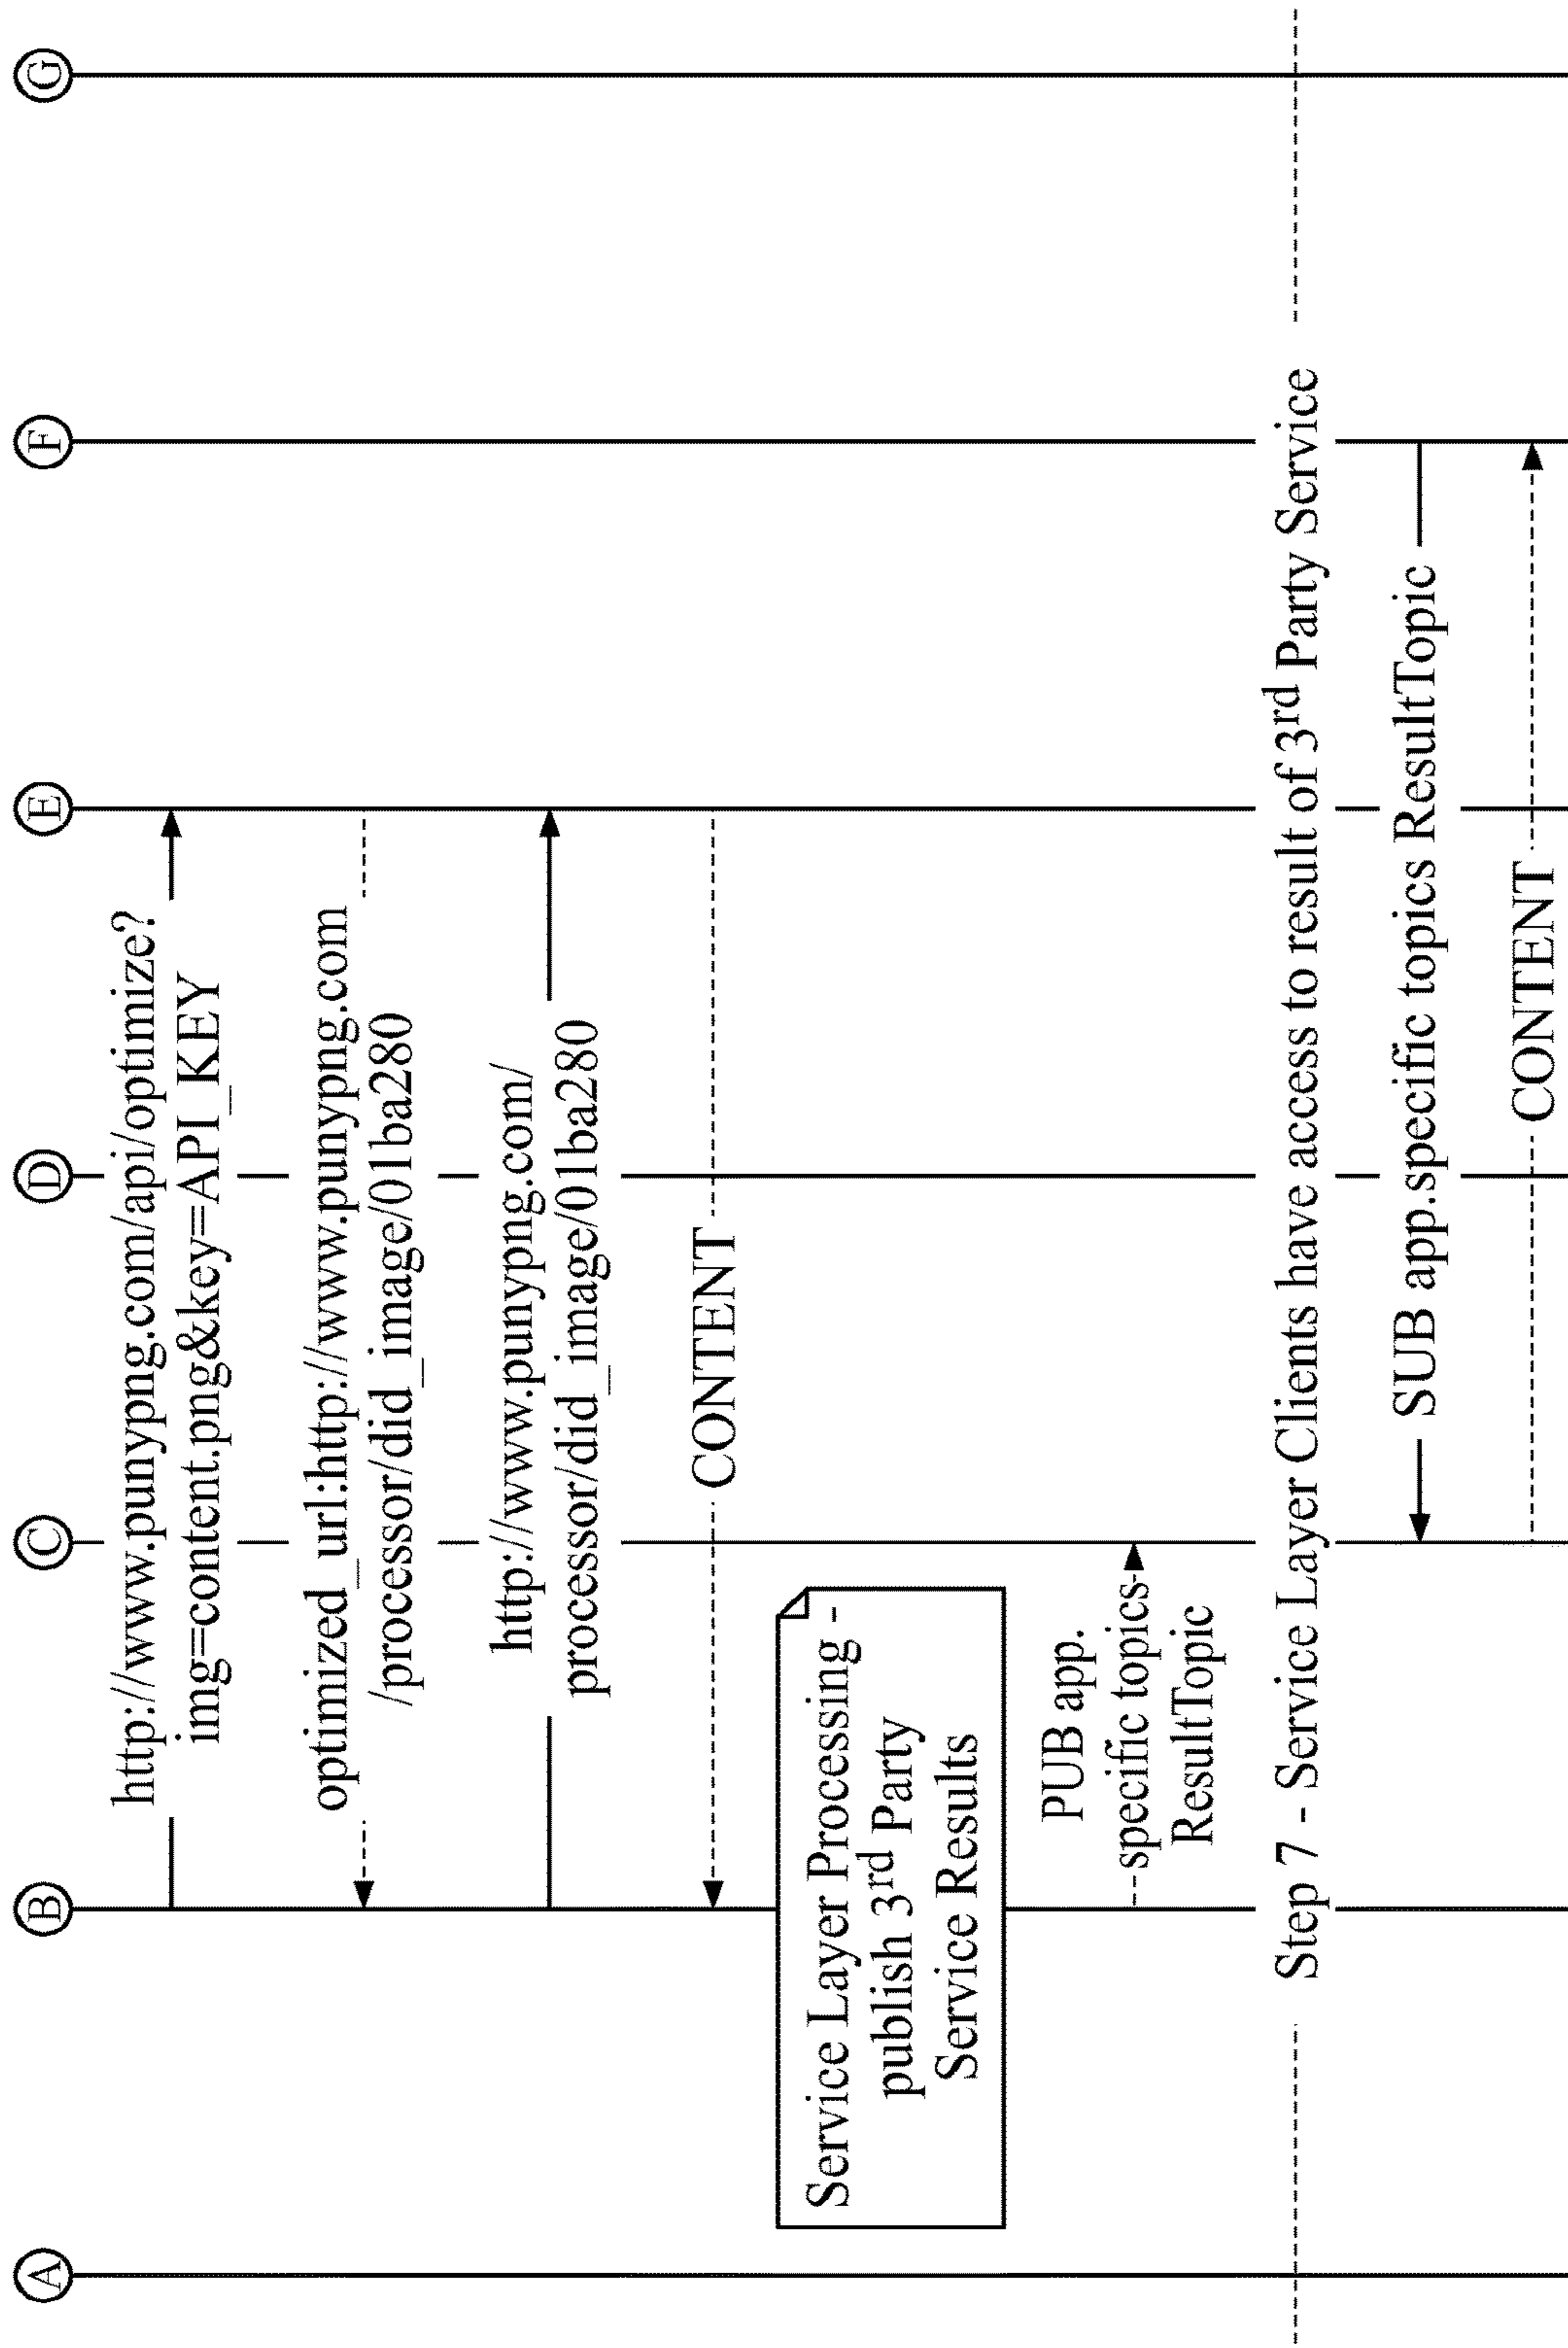 A
B
C
D
E
F
G
http://www.punypng.com/api/optimize?
img=content.png&key=API_KEY
optimized_url:http://www.punypng.com
/processor/did_image/01ba280
http://www.punypng.com/
processor/did_image/01ba280
CONTENT
Service Layer Processing -
publish 3rd Party
Service Results
PUB app.
specific topics
ResultTopic
Step 7 - Service Layer Clients have access to result of 3rd Party Service
SUB app.specific topics ResultTopic
CONTENT